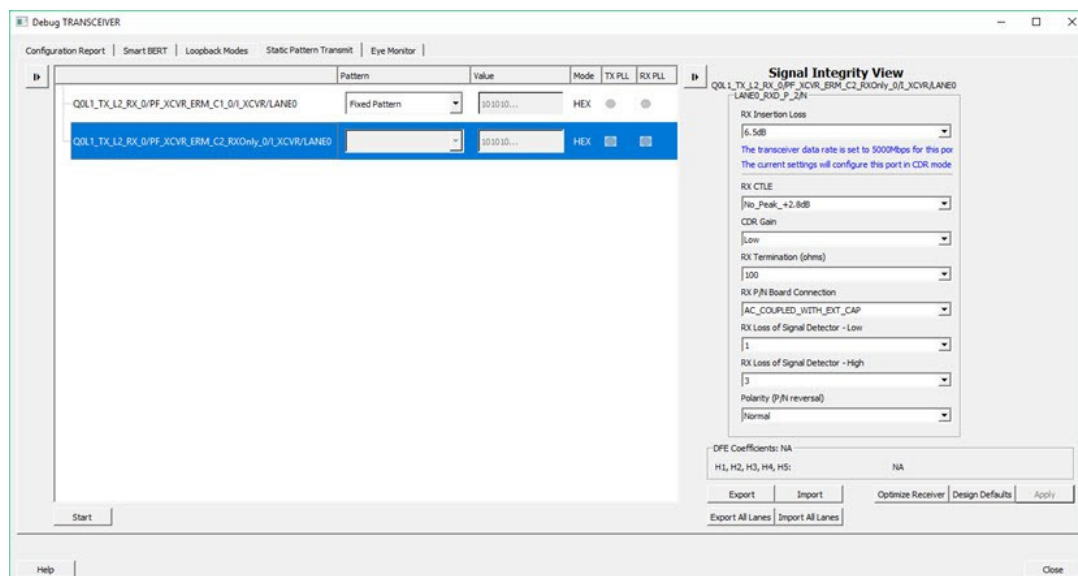 Debug TRANSCEIVER
Configuration Report
Smart BERT
Loopback Modes
Static Pattern Transmit
Eye Monitor
Pattern
Value
Mode
TX PLL
RX PLL
Q0L1_TX_L2_RX_0/PF_XCVR_ERM_C1_0/I_XCVR/LANE0
Fixed Pattern
101010...
HEX
Q0L1_TX_L2_RX_0/PF_XCVR_ERM_C2_RXOnly_0/I_XCVR/LANE0
101010...
HEX
Start
Signal Integrity View
Q0L1_TX_L2_RX_0/PF_XCVR_ERM_C2_RXOnly_0/I_XCVR/LANE0
LANE0_RXD_P_2/N
RX Insertion Loss
6.5dB
The transceiver data rate is set to 5000Mbps for this por
The current settings will configure this port in CDR mode
RX CTLE
No_Peak_+2.8dB
CDR Gain
Low
RX Termination (ohms)
100
RX P/N Board Connection
AC_COUPLED_WITH_EXT_CAP
RX Loss of Signal Detector - Low
1
RX Loss of Signal Detector - High
3
Polarity (P/N reversal)
Normal
DFE Coefficients: NA
H1, H2, H3, H4, H5: NA
Export
Import
Optimize Receiver
Design Defaults
Apply
Export All Lanes
Import All Lanes
Help
Close